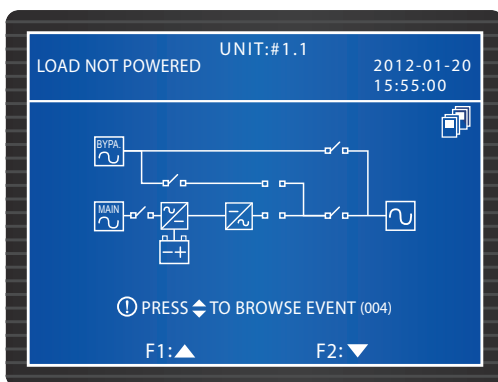 UNIT:#1.1
LOAD NOT POWERED
2012-01-20
15:55:00
BYPA.
MAIN
! PRESS TO BROWSE EVENT (004)
F1:▲ F2: ▼